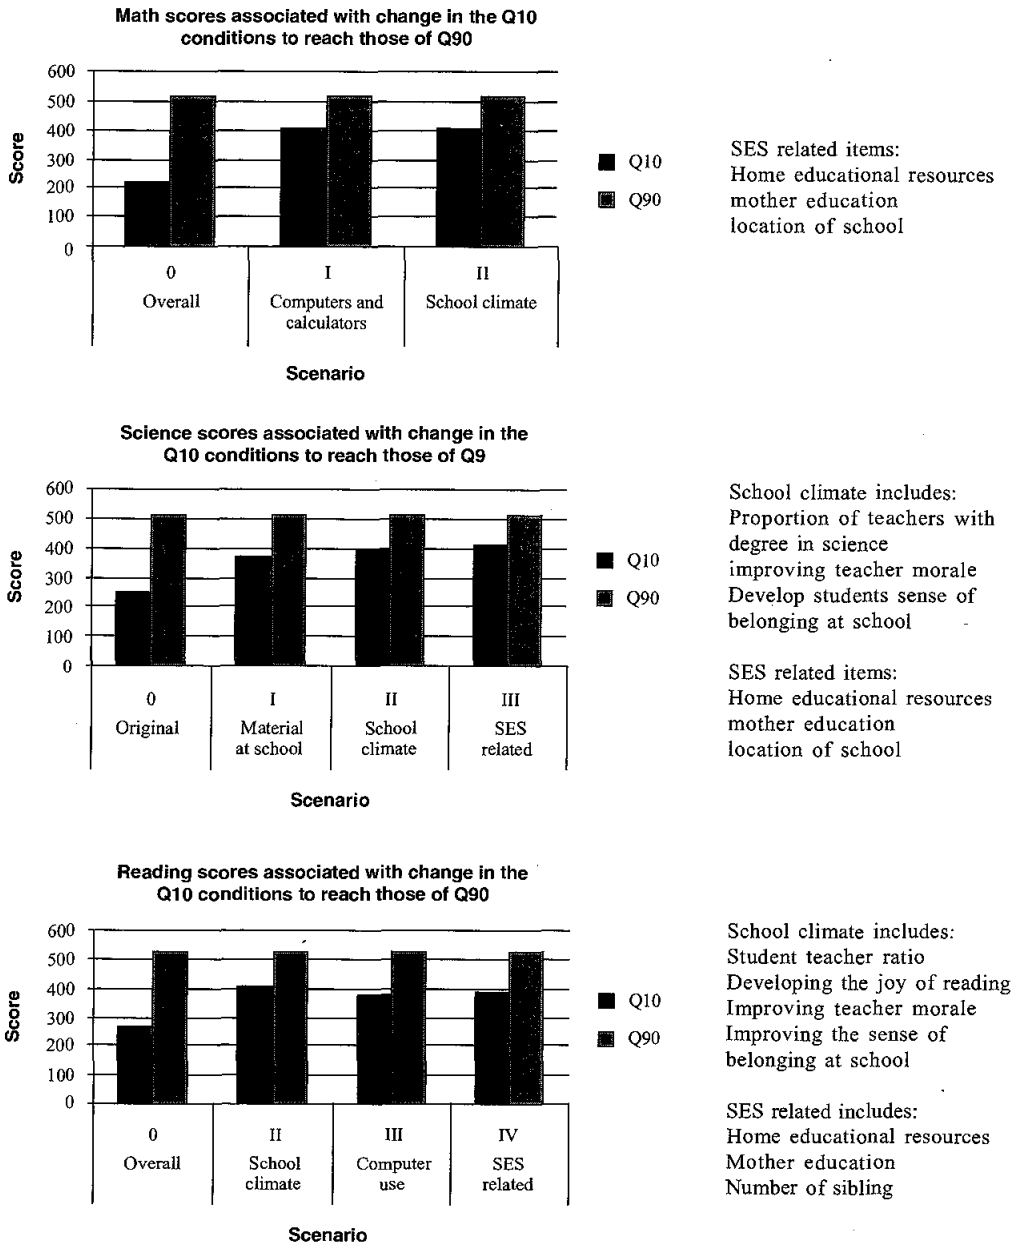 Math scores associated with change in the Q10
conditions to reach those of Q90
600
500
400
300
200
100
0
Score
0
Overall
I
Computers and
calculators
II
School climate
Scenario
Q10
Q90
SES related items:
Home educational resources
mother education
location of school
Science scores associated with change in the
Q10 conditions to reach those of Q9
600
500
400
300
200
100
0
Score
0
Original
I
Material
at school
II
School
climate
III
SES
related
Scenario
Q10
Q90
School climate includes:
Proportion of teachers with
degree in science
improving teacher morale
Develop students sense of
belonging at school
SES related items:
Home educational resources
mother education
location of school
Reading scores associated with change in the
Q10 conditions to reach those of Q90
600
500
400
300
200
100
0
Score
0
Overall
II
School
climate
III
Computer
use
IV
SES
related
Scenario
Q10
Q90
School climate includes:
Student teacher ratio
Developing the joy of reading
Improving teacher morale
Improving the sense of
belonging at school
SES related includes:
Home educational resources
Mother education
Number of sibling